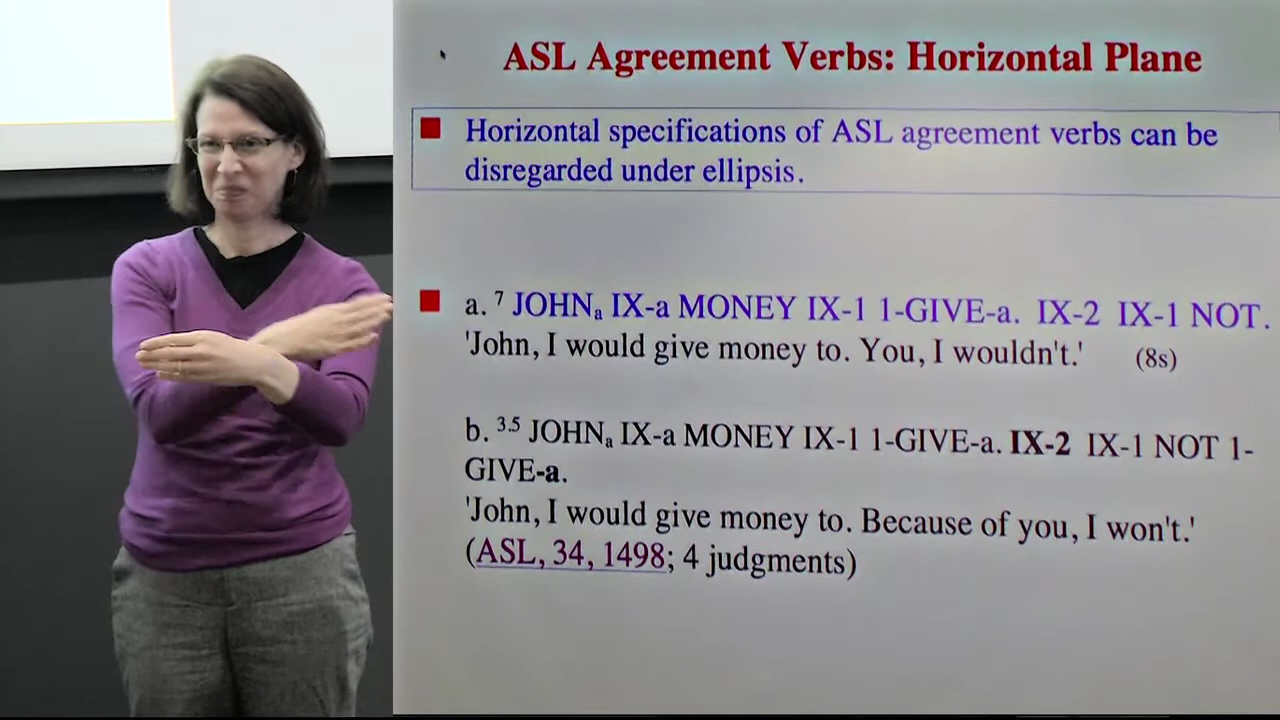 ASL Agreement Verbs: Horizontal Plane
Horizontal specifications of ASL agreement verbs can be
disregarded under ellipsis.
a. 7 JOHNa IX-a MONEY IX-1 1-GIVE-a. IX-2 IX-1 NOT.
'John, I would give money to. You, I wouldn't.' (8s)
b. 3.5 JOHNa IX-a MONEY IX-1 1-GIVE-a. IX-2 IX-1 NOT 1-
GIVE-a.
'John, I would give money to. Because of you, I won't.'
(ASL, 34, 1498; 4 judgments)